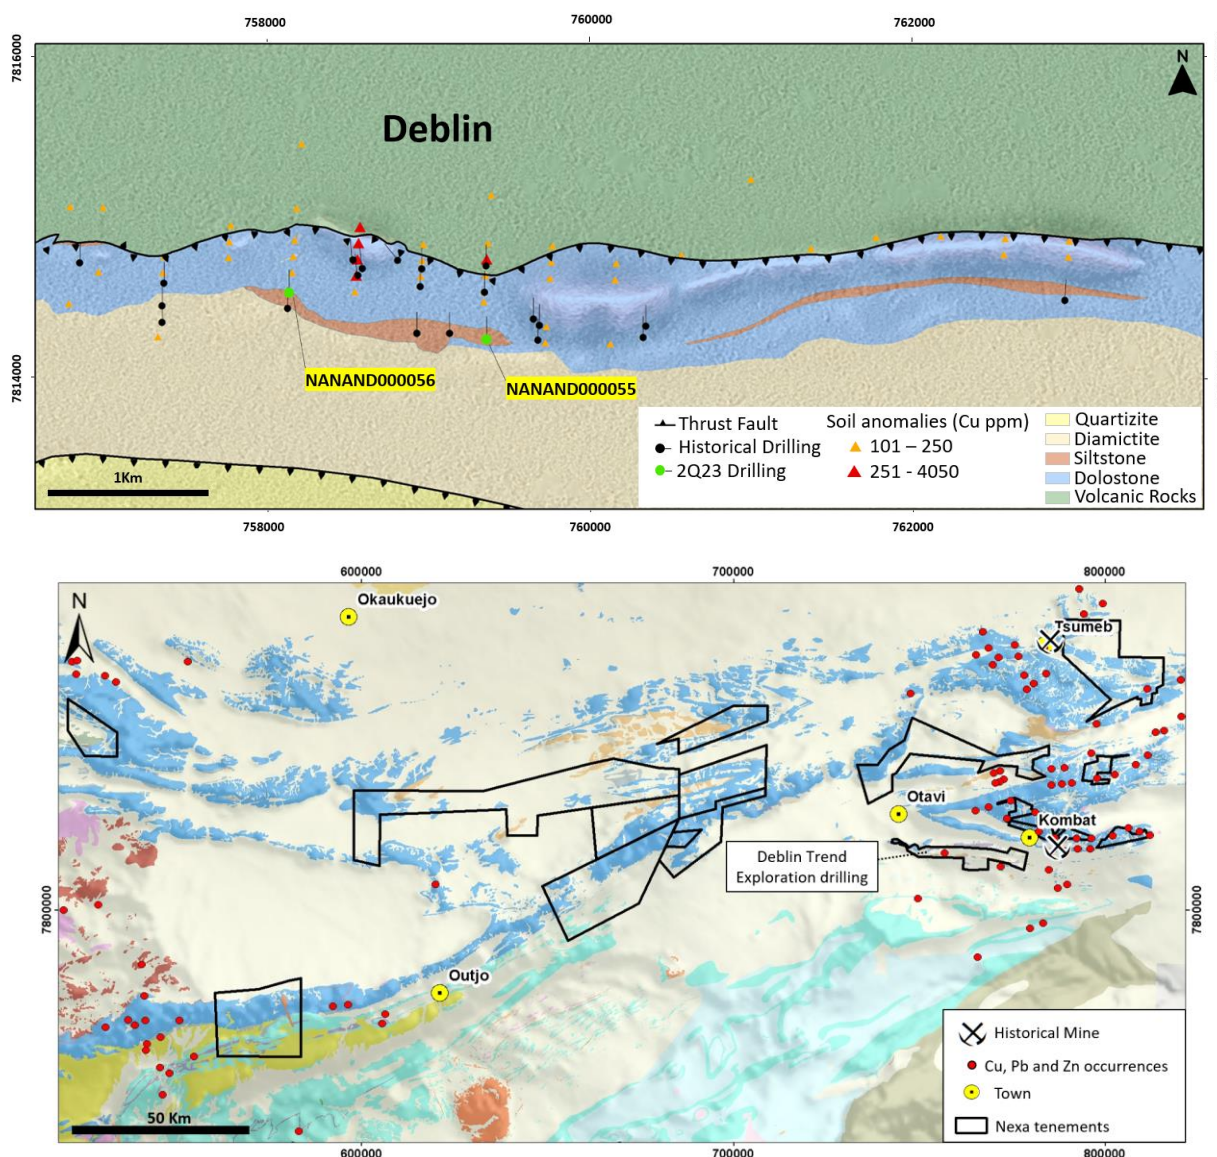 758000
760000
762000
7816000
N
Deblin
7814000
NANAND000056
NANAND000055
Thrust Fault
Historical Drilling
2Q23 Drilling
Soil anomalies (Cu ppm)
101 – 250
251 - 4050
Quartizite
Diamictite
Siltstone
Dolostone
Volcanic Rocks
1Km
758000
760000
762000
600000
700000
800000
N
Okaukuejo
Tsumeb
Otavi
Kombat
Deblin Trend
Exploration drilling
7800000
7800000
Outjo
Historical Mine
Cu, Pb and Zn occurrences
Town
Nexa tenements
50 Km
600000
700000
800000